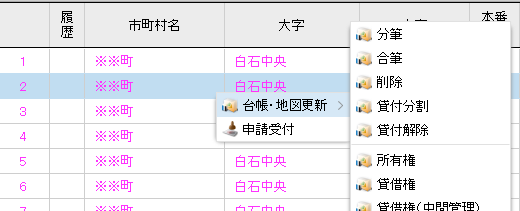 履歴 市町村名 大字 本番
1 ※※町 白石中央
2 ※※町 白石中央
3 ※※町
4 ※※町
5 ※※町 白石中央
6 ※※町 白石中央
7 ※※町 白石中央
台帳・地図更新
申請受付
分筆
合筆
削除
貸付分割
貸付解除
所有権
貸借権
貸借権(中間管理)